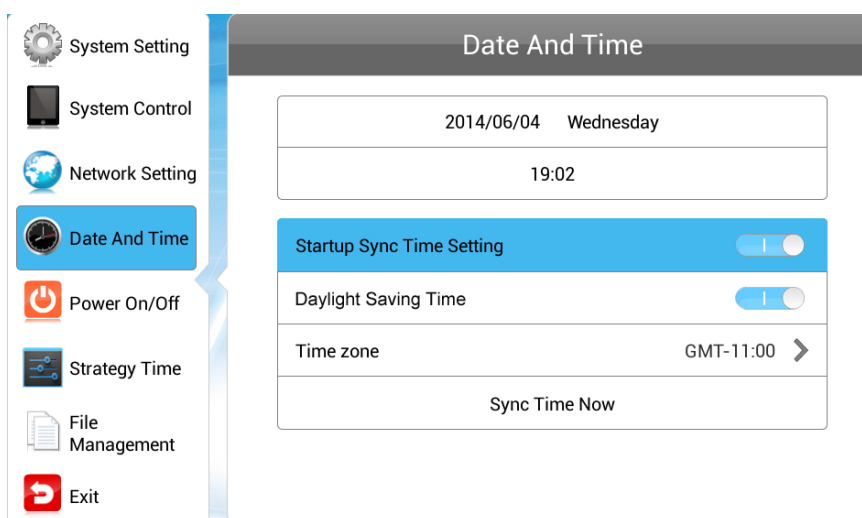 System Setting
System Control
Network Setting
Date And Time
Power On/Off
Strategy Time
File
Management
Exit
Date And Time
2014/06/04 Wednesday
19:02
Startup Sync Time Setting
Daylight Saving Time
Time zone GMT-11:00
Sync Time Now